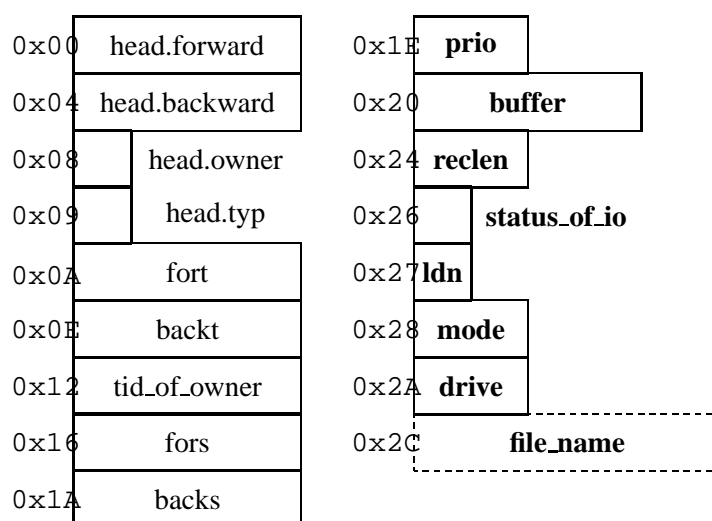 0x00 head.forward
0x04 head.backward
0x08 head.owner
0x09 head.typ
0x0A fort
0x0E backt
0x12 tid_of_owner
0x16 fors
0x1A backs
0x1E prio
0x20 buffer
0x24 reclen
0x26 status_of_io
0x27 ldn
0x28 mode
0x2A drive
0x2C file_name